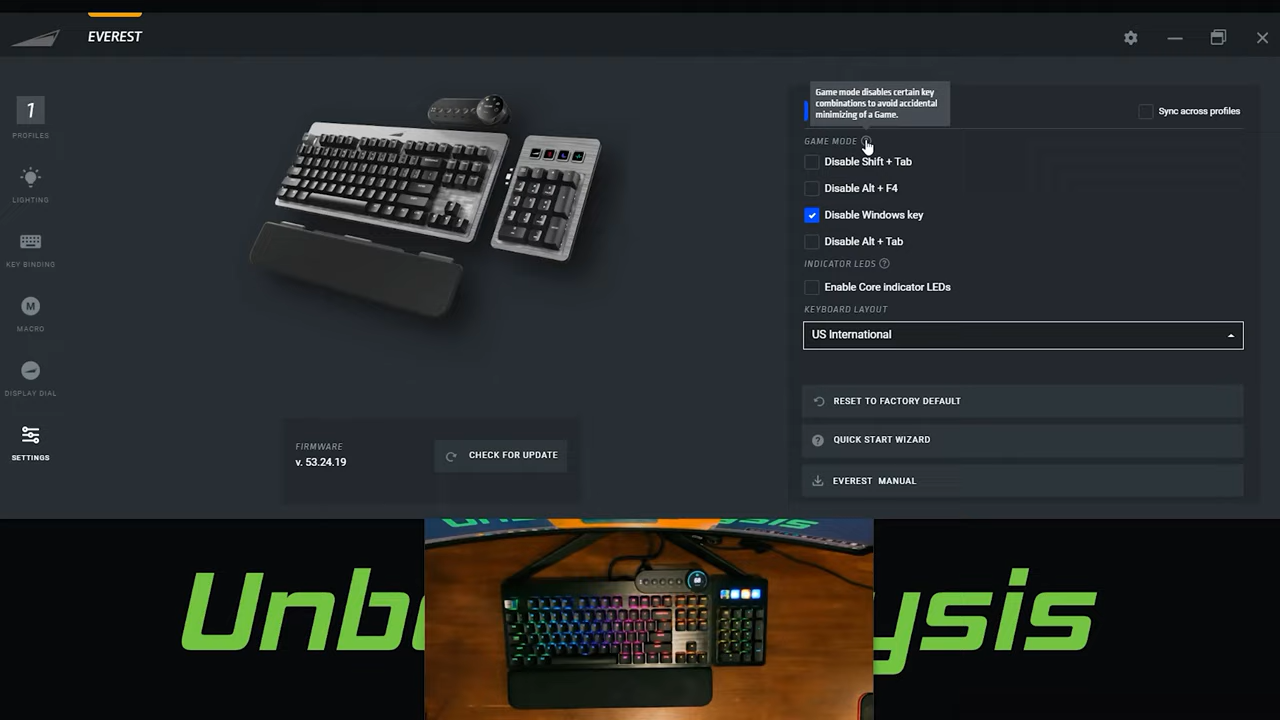 EVEREST
1
PROFILES
LIGHTING
KEY BINDING
M
MACRO
DISPLAY DIAL
SETTINGS
FIRMWARE
v. 53.24.19
CHECK FOR UPDATE
Game mode disables certain key
combinations to avoid accidental
minimizing of a Game.
Sync across profiles
GAME MODE
Disable Shift + Tab
Disable Alt + F4
Disable Windows key
Disable Alt + Tab
INDICATOR LEDS ?
Enable Core indicator LEDs
KEYBOARD LAYOUT
US International
RESET TO FACTORY DEFAULT
? QUICK START WIZARD
EVEREST MANUAL